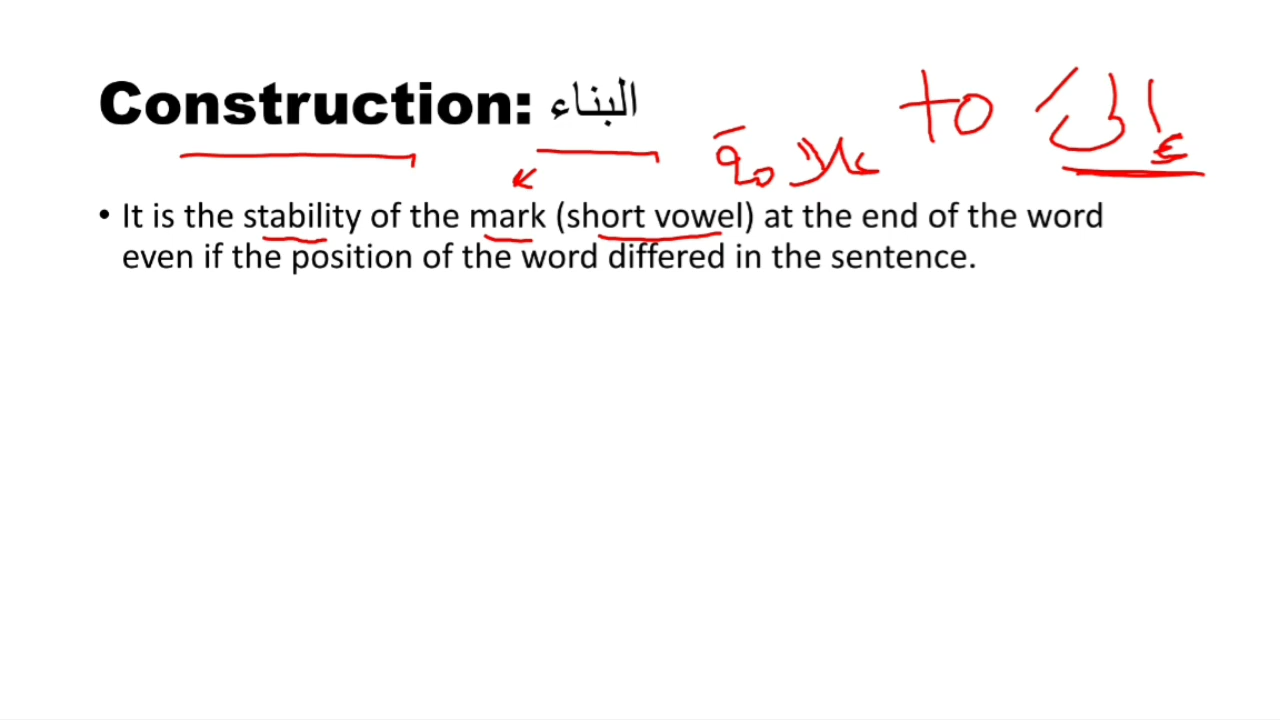 Construction: البناء
to إلى
علامة
• It is the stability of the mark (short vowel) at the end of the word
even if the position of the word differed in the sentence.